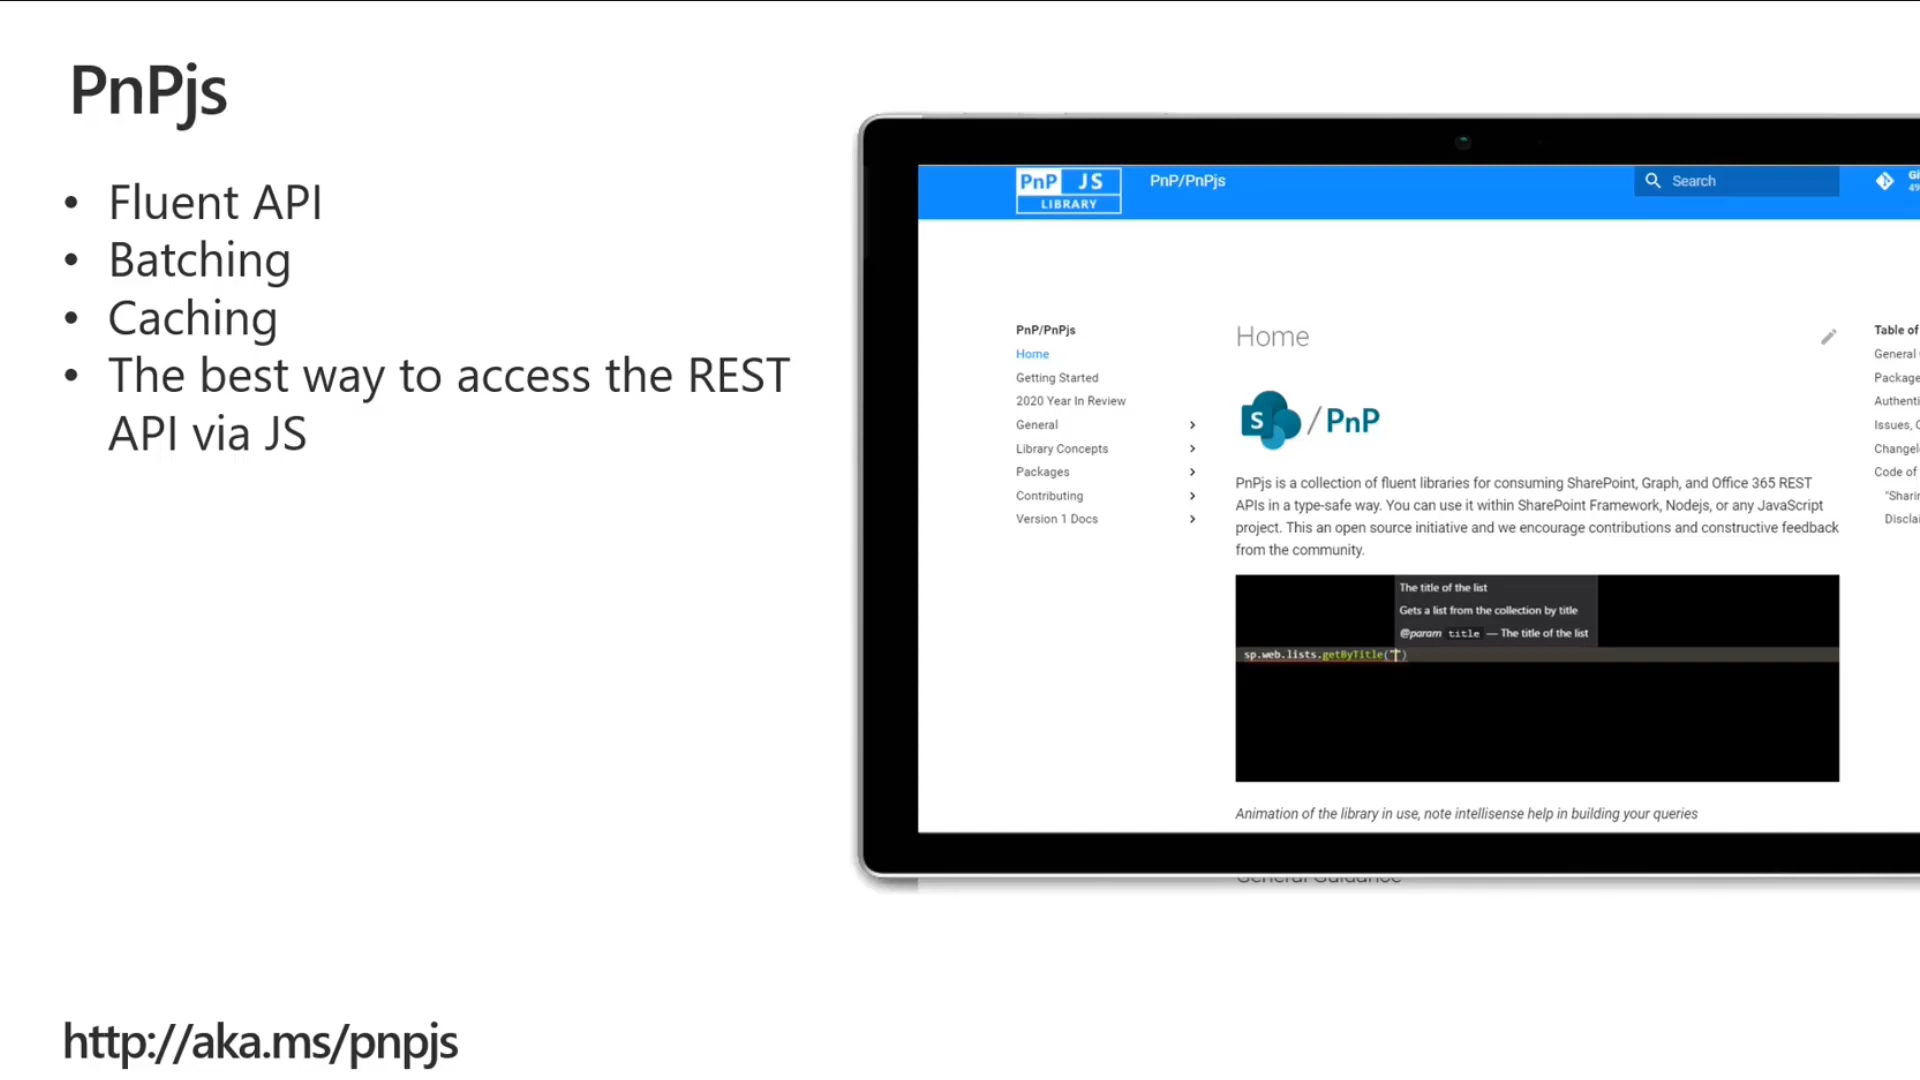 PnPjs
• Fluent API
• Batching
• Caching
• The best way to access the REST
API via JS
http://aka.ms/pnpjs
PnP JS
LIBRARY
PnP/PnPjs
Search
PnP/PnPjs
Home
Getting Started
2020 Year In Review
General
Library Concepts
Packages
Contributing
Version 1 Docs
Home
S / PnP
PnPjs is a collection of fluent libraries for consuming SharePoint, Graph, and Office 365 REST
APIs in a type-safe way. You can use it within SharePoint Framework, Nodejs, or any JavaScript
project. This an open source initiative and we encourage contributions and constructive feedback
from the community.
The title of the list
Gets a list from the collection by title
@param title — The title of the list
sp.web.lists.getByTitle("")
Animation of the library in use, note intellisense help in building your queries
Table of
General
Package
Authenti
Issues,
Changel
Code of
"Sharin
Disclai
General Guidance